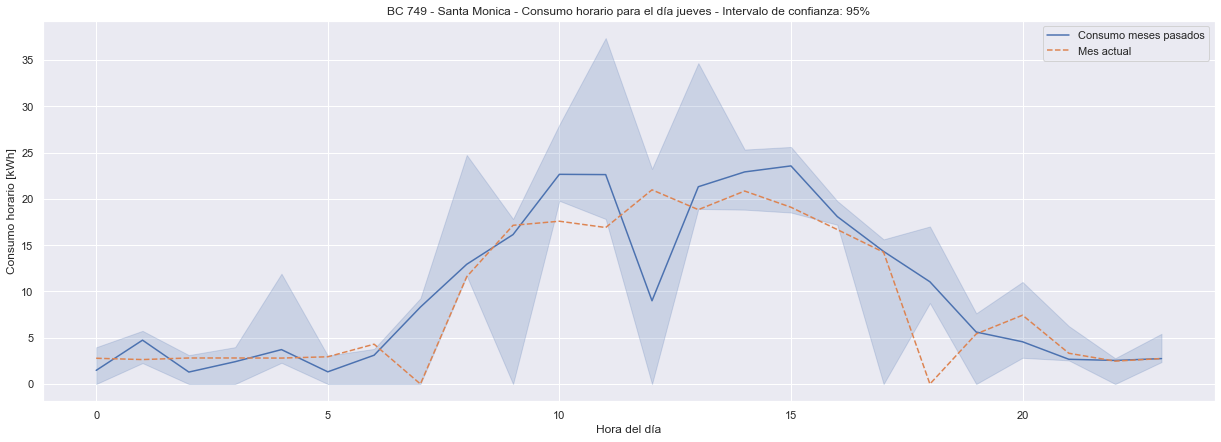 BC 749 - Santa Monica - Consumo horario para el día jueves - Intervalo de confianza: 95%
Consumo meses pasados
Mes actual
Consumo horario [kWh]
35
30
25
20
15
10
5
0
0 5 10 15 20
Hora del día